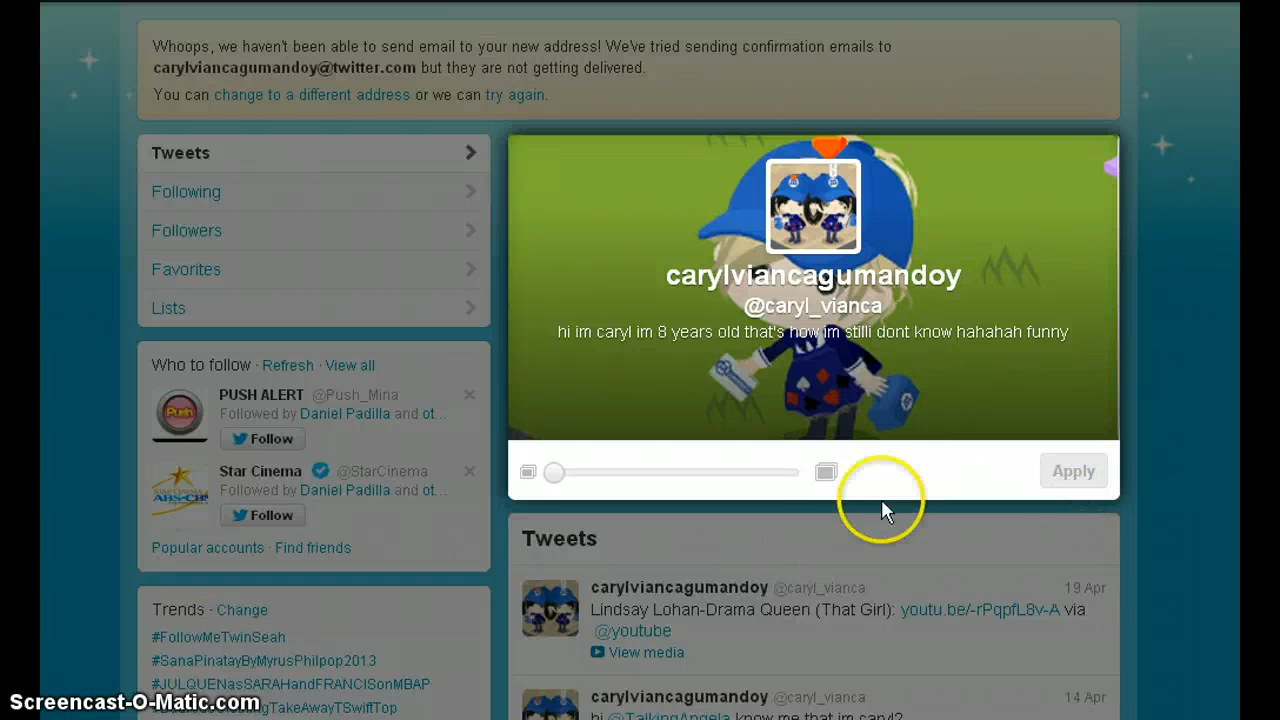 Whoops, we haven't been able to send email to your new address! We've tried sending confirmation emails to
carylviancagumandoy@twitter.com but they are not getting delivered.
You can change to a different address or we can try again.
Tweets
Following
Followers
Favorites
Lists
Who to follow · Refresh · View all
PUSH ALERT @Push_Mina
Followed by Daniel Padilla and ot...
Follow
Star Cinema @StarCinema
Followed by Daniel Padilla and ot...
Follow
Popular accounts · Find friends
Trends · Change
#FollowMeTwinSeah
#SanaPinatayByMyrusPhilpop2013
#JULQUENasSARAHandFRANCISonMBAP
carylviancagumandoy
@caryl_vianca
hi im caryl im 8 years old that's how im stilli dont know hahahah funny
Apply
Tweets
carylviancagumandoy @caryl_vianca 19 Apr
Lindsay Lohan-Drama Queen (That Girl): youtu.be/-rPqpfL8v-A via
@youtube
View media
carylviancagumandoy @caryl_vianca 14 Apr
hi @TalkingAngela know me that im caryl?
Screencast-O-Matic.com